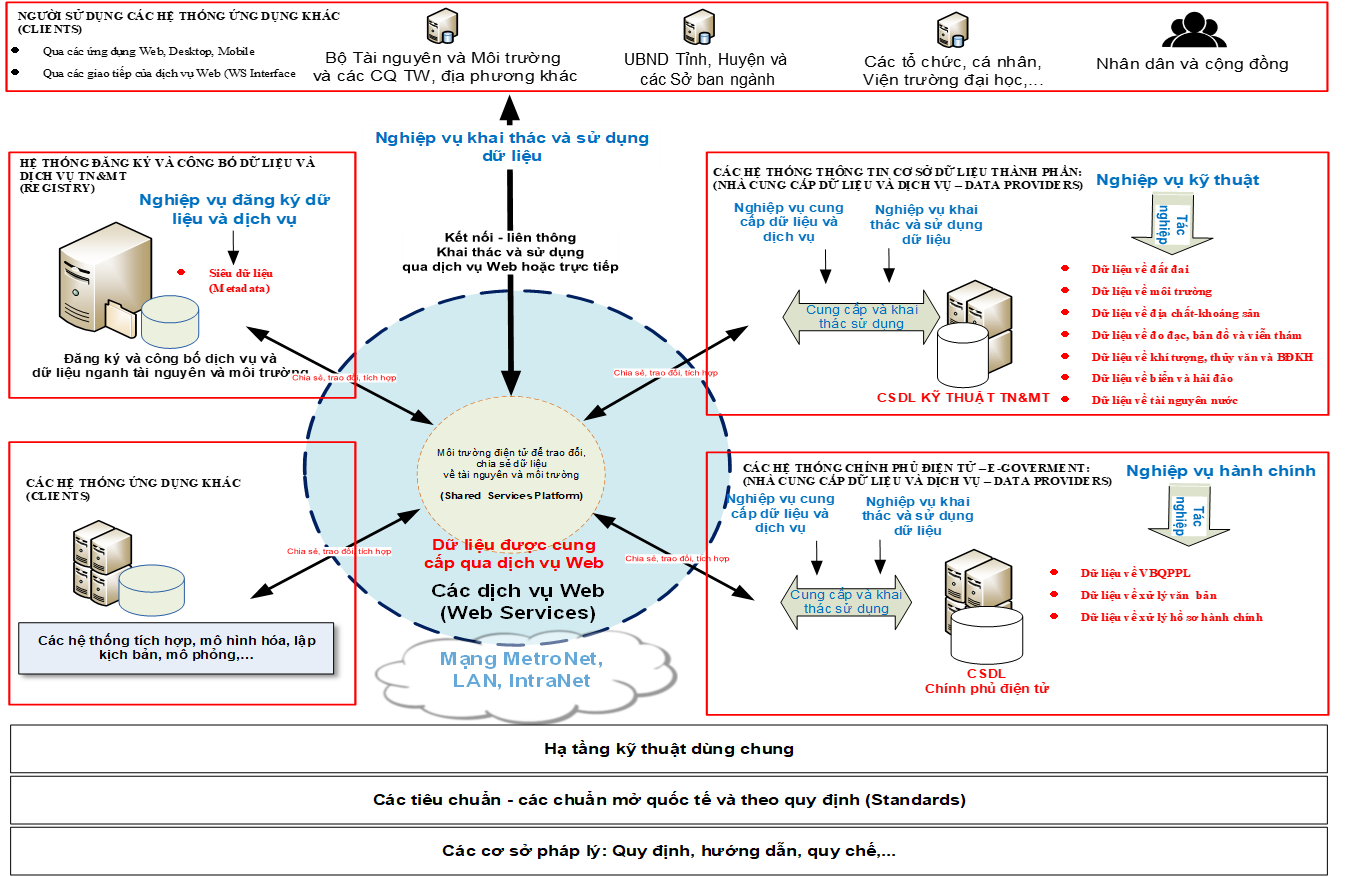 NGƯỜI SỬ DỤNG CÁC HỆ THỐNG ỨNG DỤNG KHÁC
(CLIENTS)
Qua các ứng dụng Web, Desktop, Mobile
Qua các giao tiếp của dịch vụ Web (WS Interface
Bộ Tài nguyên và Môi trường
và các CQ TW, địa phương khác
UBND Tỉnh, Huyện và
các Sở ban ngành
Các tổ chức, cá nhân,
Viện trường đại học,...
Nhân dân và cộng đồng
Nghiệp vụ khai thác và sử dụng
dữ liệu
HỆ THỐNG ĐĂNG KÝ VÀ CÔNG BỐ DỮ LIỆU VÀ
DỊCH VỤ TN&MT
(REGISTRY)
Nghiệp vụ đăng ký dữ
liệu và dịch vụ
Siêu dữ liệu
(Metadata)
Đăng ký và công bố dịch vụ và
dữ liệu nganh tài nguyên và môi trường
Kết nối - liên thông
Khai thác và sử dụng
qua dịch vụ Web hoặc trực tiếp
CÁC HỆ THỐNG THÔNG TIN CƠ SỞ DỮ LIỆU THÀNH PHẦN:
(NHÀ CUNG CẤP DỮ LIỆU VÀ DỊCH VỤ – DATA PROVIDERS)
Nghiệp vụ kỹ thuật
Tác
nghiệp
Nghiệp vụ cung
cấp dữ liệu và
dịch vụ
Nghiệp vụ khai
thác và sử dụng
dữ liệu
Cung cấp và khai
thác sử dụng
CSDL KỸ THUẬT TN&MT
Dữ liệu về đất đai
Dữ liệu về môi trường
Dữ liệu về địa chất-khoáng sản
Dữ liệu về đo đạc, bản đồ và viễn thám
Dữ liệu về khí tượng, thủy văn và BĐKH
Dữ liệu về biển và hải đảo
Dữ liệu về tài nguyên nước
Chia sẻ, trao đổi, tích hợp
Chia sẻ, trao đổi, tích hợp
Môi trường điện tử để trao đổi,
chia sẻ dữ liệu
về tài nguyên và môi trường
(Shared Services Platform)
Dữ liệu được cung
cấp qua dịch vụ Web
Các dịch vụ Web
(Web Services)
Chia sẻ, trao đổi, tích hợp
Chia sẻ, trao đổi, tích hợp
Mạng MetroNet,
LAN, IntraNet
CÁC HỆ THỐNG ỨNG DỤNG KHÁC
(CLIENTS)
Các hệ thống tích hợp, mô hình hóa, lập
kịch bản, mô phỏng,...
CÁC HỆ THỐNG CHÍNH PHỦ ĐIỆN TỬ – E-GOVERMENT:
(NHÀ CUNG CẤP DỮ LIỆU VÀ DỊCH VỤ – DATA PROVIDERS)
Nghiệp vụ hành chính
Tác
nghiệp
Nghiệp vụ cung
cấp dữ liệu và
dịch vụ
Nghiệp vụ khai
thác và sử dụng
dữ liệu
Cung cấp và khai
thác sử dụng
CSDL
Chính phủ điện tử
Dữ liệu về VBQPPL
Dữ liệu về xử lý văn bản
Dữ liệu về xử lý hồ sơ hành chính
Hạ tầng kỹ thuật dùng chung
Các tiêu chuẩn - các chuẩn mở quốc tế và theo quy định (Standards)
Các cơ sở pháp lý: Quy định, hướng dẫn, quy chế,...